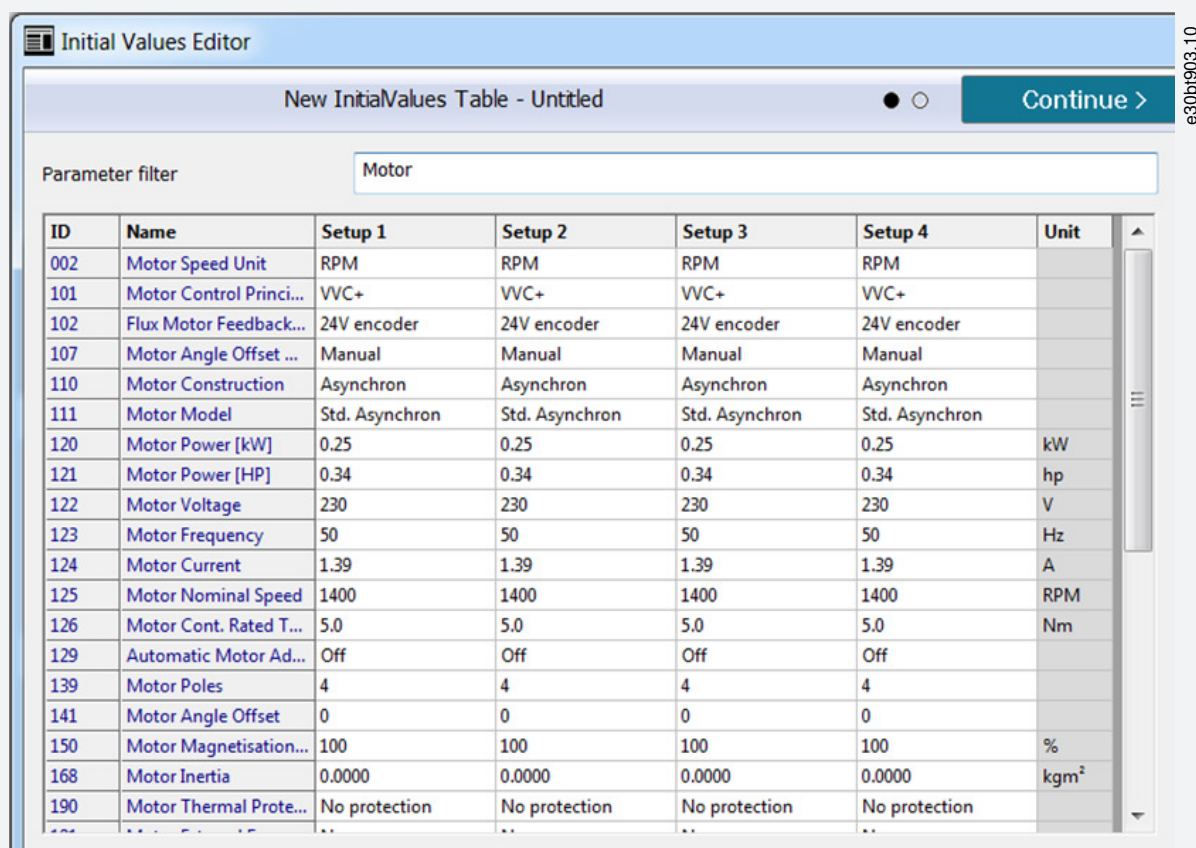 Initial Values Editor
e30bt903.10
New InitialValues Table - Untitled
Continue >
Parameter filter Motor
ID Name Setup 1 Setup 2 Setup 3 Setup 4 Unit
002 Motor Speed Unit RPM RPM RPM RPM
101 Motor Control Princi... VVC+ VVC+ VVC+ VVC+
102 Flux Motor Feedback... 24V encoder 24V encoder 24V encoder 24V encoder
107 Motor Angle Offset ... Manual Manual Manual Manual
110 Motor Construction Asynchron Asynchron Asynchron Asynchron
111 Motor Model Std. Asynchron Std. Asynchron Std. Asynchron Std. Asynchron
120 Motor Power [kW] 0.25 0.25 0.25 0.25 kW
121 Motor Power [HP] 0.34 0.34 0.34 0.34 hp
122 Motor Voltage 230 230 230 230 V
123 Motor Frequency 50 50 50 50 Hz
124 Motor Current 1.39 1.39 1.39 1.39 A
125 Motor Nominal Speed 1400 1400 1400 1400 RPM
126 Motor Cont. Rated T... 5.0 5.0 5.0 5.0 Nm
129 Automatic Motor Ad... Off Off Off Off
139 Motor Poles 4 4 4 4
141 Motor Angle Offset 0 0 0 0
150 Motor Magnetisation... 100 100 100 100 %
168 Motor Inertia 0.0000 0.0000 0.0000 0.0000 kgm²
190 Motor Thermal Prote... No protection No protection No protection No protection